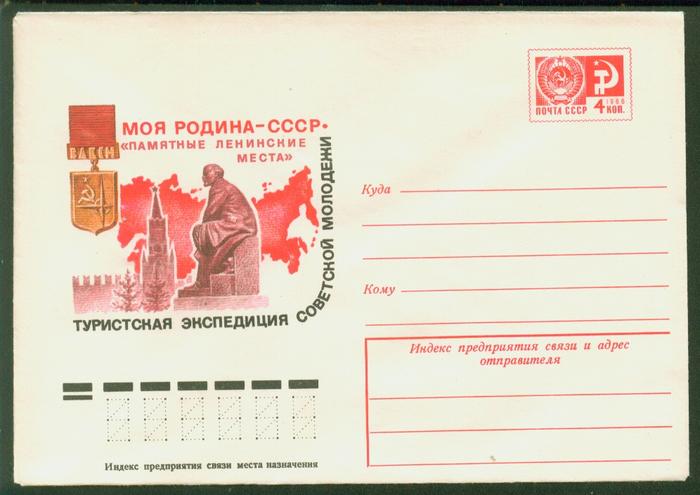 1966
ПОЧТА СССР 4 КОП.
МОЯ РОДИНА-СССР•
«ПАМЯТНЫЕ ЛЕНИНСКИЕ
МЕСТА»
ВЛКСМ
ТУРИСТСКАЯ ЭКСПЕДИЦИЯ СОВЕТСКОЙ МОЛОДЕЖИ
Куда
Кому
Индекс предприятия связи и адрес
отправителя
Индекс предприятия связи места назначения